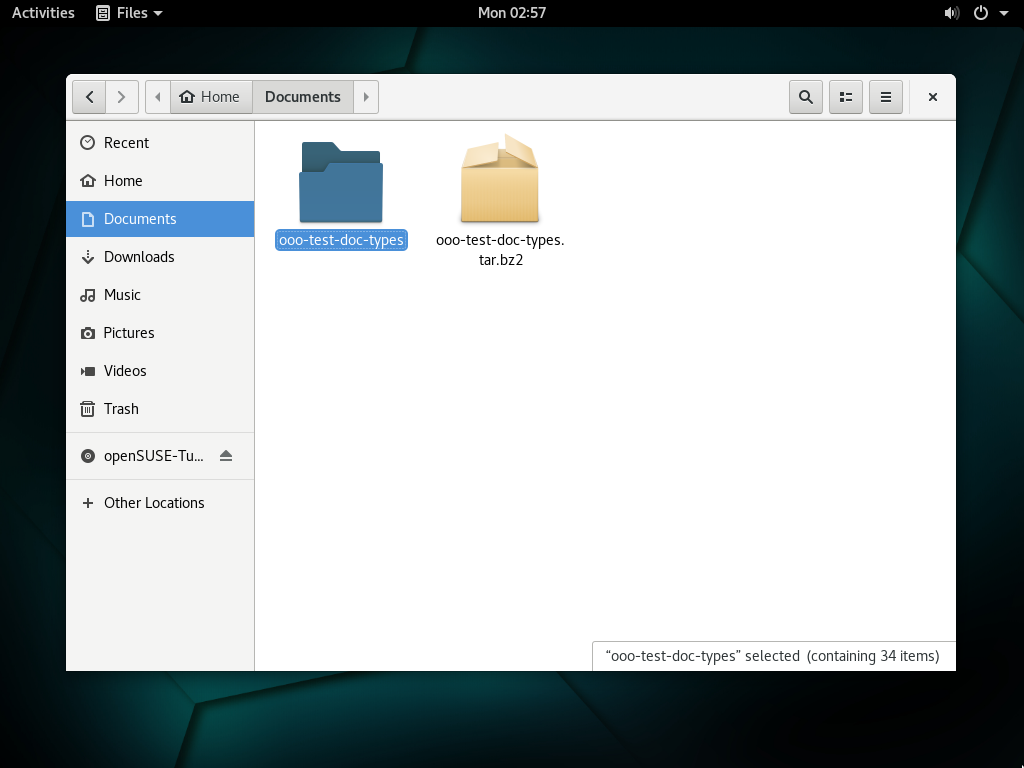 Activities
Files
Mon 02:57
Home
Documents
Recent
Home
Documents
Downloads
Music
Pictures
Videos
Trash
openSUSE-Tu...
Other Locations
ooo-test-doc-types
ooo-test-doc-types.
tar.bz2
“ooo-test-doc-types” selected (containing 34 items)